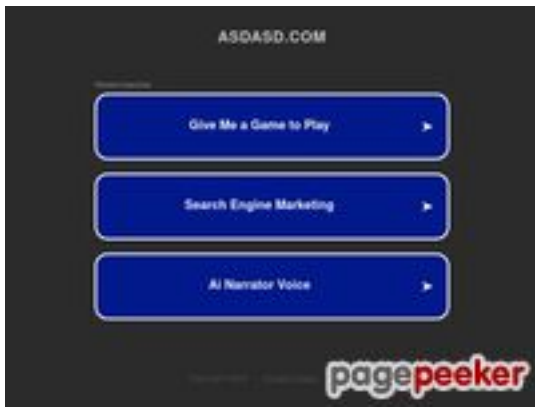 ASDASD.COM
Give Me a Game to Play
Search Engine Marketing
Ai Narrator Voice
pagepeeker